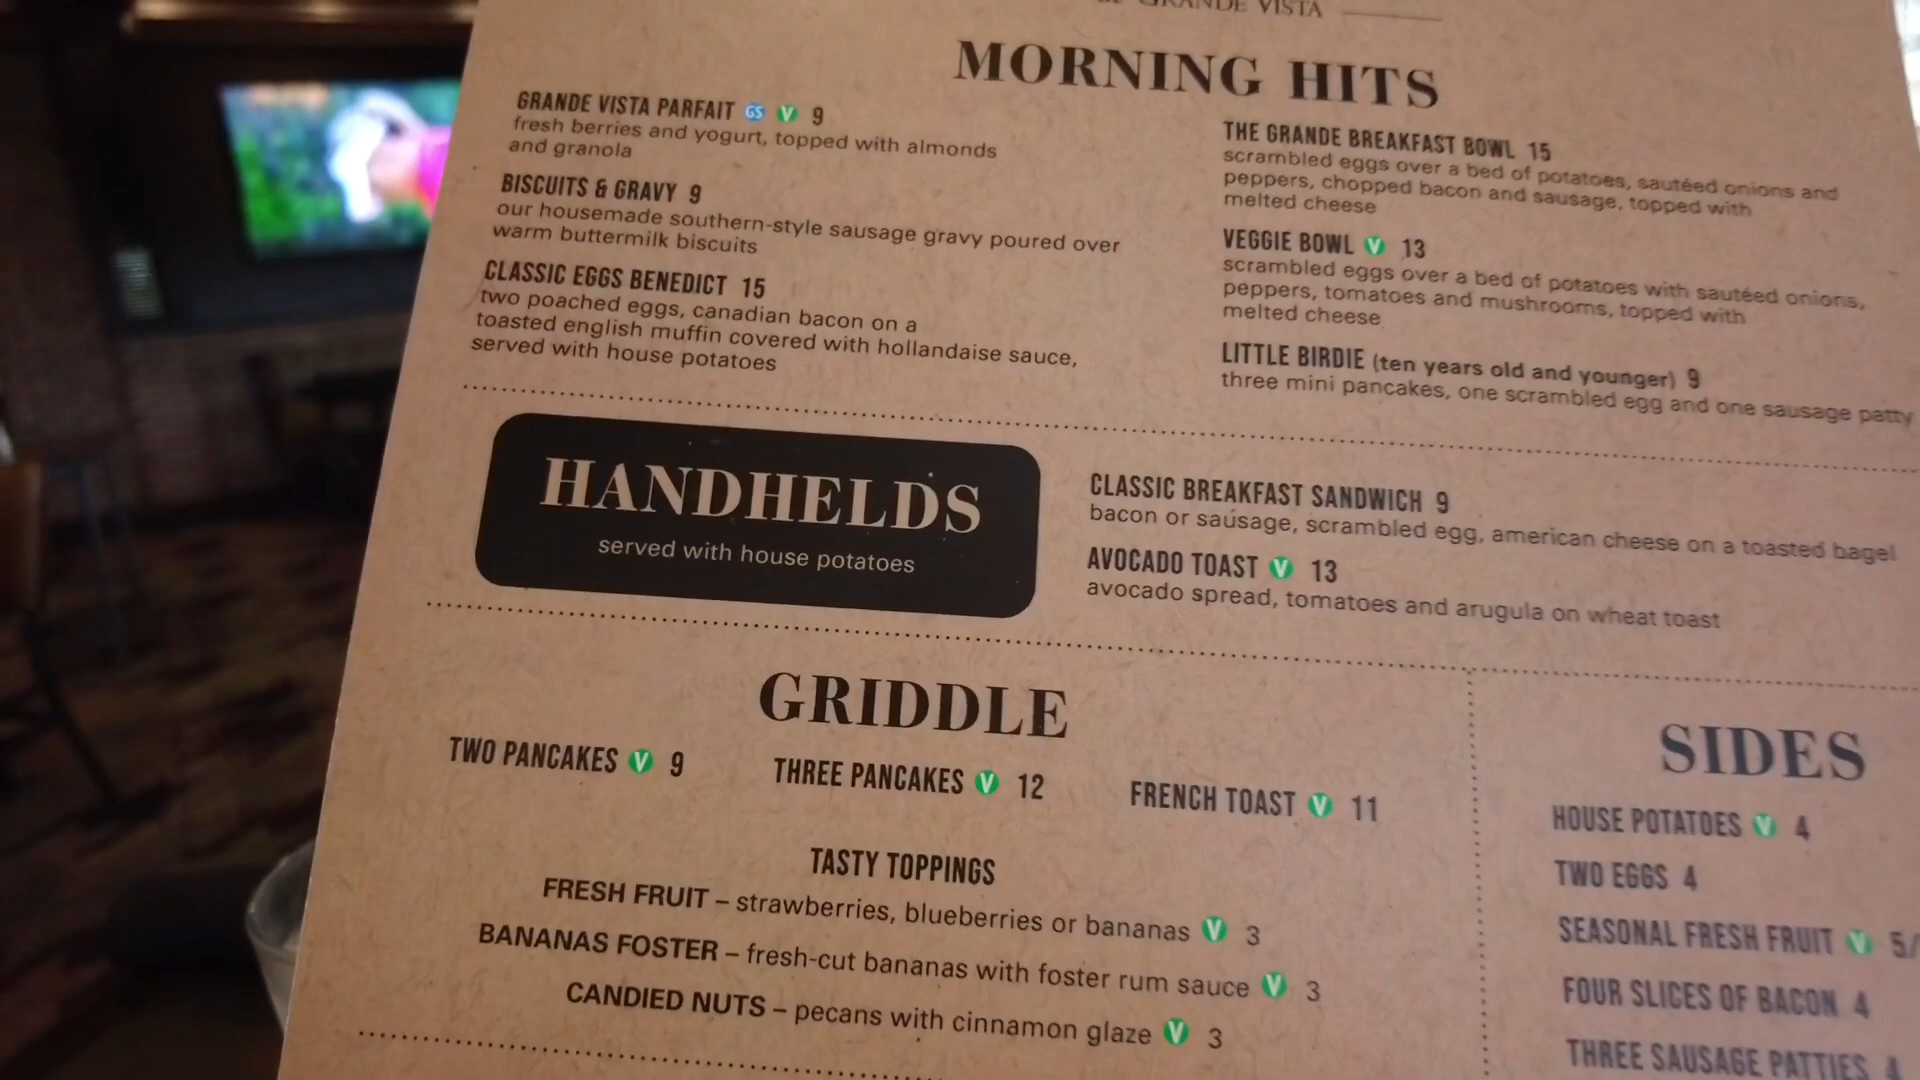 GRANDE VISTA
MORNING HITS
GRANDE VISTA PARFAIT GS V 9
fresh berries and yogurt, topped with almonds
and granola
BISCUITS & GRAVY 9
our housemade southern-style sausage gravy poured over
warm buttermilk biscuits
CLASSIC EGGS BENEDICT 15
two poached eggs, canadian bacon on a
toasted english muffin covered with hollandaise sauce,
served with house potatoes
THE GRANDE BREAKFAST BOWL 15
scrambled eggs over a bed of potatoes, sautéed onions and
peppers, chopped bacon and sausage, topped with
melted cheese
VEGGIE BOWL V 13
scrambled eggs over a bed of potatoes with sautéed onions,
peppers, tomatoes and mushrooms, topped with
melted cheese
LITTLE BIRDIE (ten years old and younger) 9
three mini pancakes, one scrambled egg and one sausage patty
HANDHELDS
served with house potatoes
CLASSIC BREAKFAST SANDWICH 9
bacon or sausage, scrambled egg, american cheese on a toasted bagel
AVOCADO TOAST V 13
avocado spread, tomatoes and arugula on wheat toast
GRIDDLE
TWO PANCAKES V 9
THREE PANCAKES V 12
FRENCH TOAST V 11
TASTY TOPPINGS
FRESH FRUIT – strawberries, blueberries or bananas V 3
BANANAS FOSTER – fresh-cut bananas with foster rum sauce V 3
CANDIED NUTS – pecans with cinnamon glaze V 3
SIDES
HOUSE POTATOES V 4
TWO EGGS 4
SEASONAL FRESH FRUIT V 5/
FOUR SLICES OF BACON 4
THREE SAUSAGE PATTIES 4